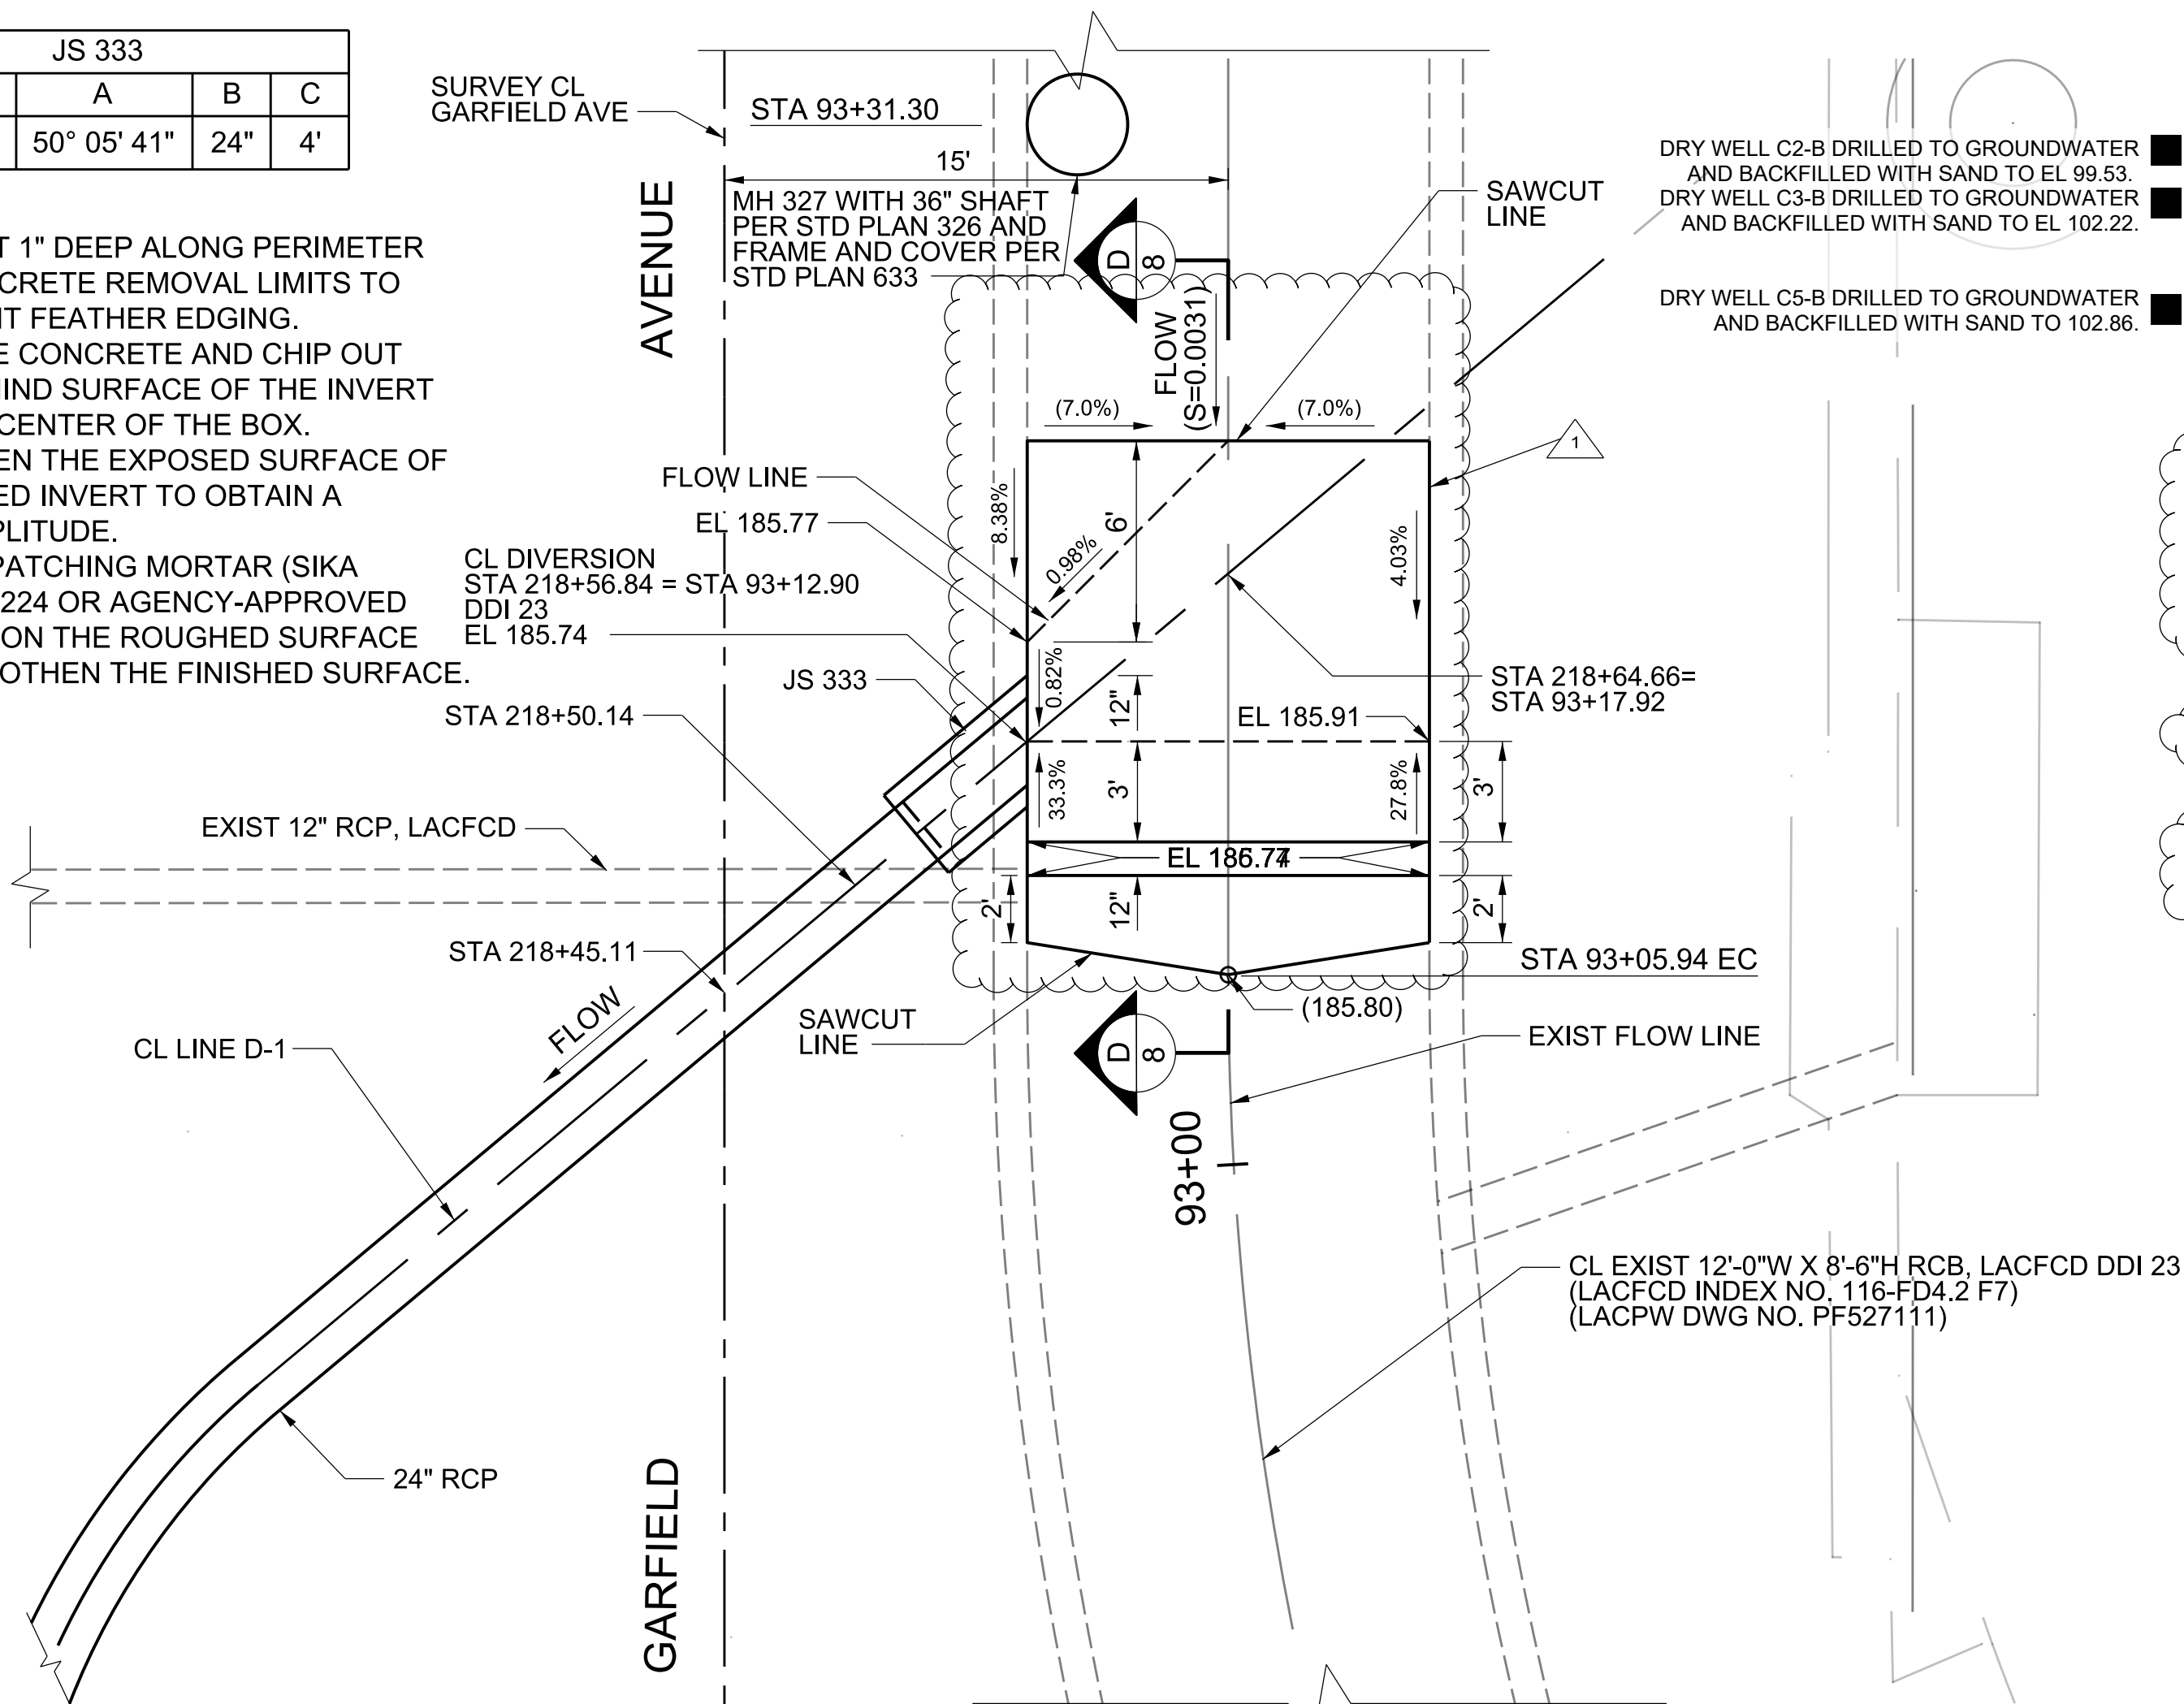 JS 333
A B C
50° 05' 41" 24" 4'
T 1" DEEP ALONG PERIMETER
CRETE REMOVAL LIMITS TO
T FEATHER EDGING.
E CONCRETE AND CHIP OUT
IND SURFACE OF THE INVERT
CENTER OF THE BOX.
EN THE EXPOSED SURFACE OF
ED INVERT TO OBTAIN A
PLITUDE.
PATCHING MORTAR (SIKA
224 OR AGENCY-APPROVED
ON THE ROUGHED SURFACE
OTHEN THE FINISHED SURFACE.
SURVEY CL
GARFIELD AVE
STA 93+31.30
15'
AVENUE
MH 327 WITH 36" SHAFT
PER STD PLAN 326 AND
FRAME AND COVER PER
STD PLAN 633
D
8
FLOW
(S=0.0031)
SAWCUT
LINE
DRY WELL C2-B DRILLED TO GROUNDWATER
AND BACKFILLED WITH SAND TO EL 99.53.
DRY WELL C3-B DRILLED TO GROUNDWATER
AND BACKFILLED WITH SAND TO EL 102.22.
DRY WELL C5-B DRILLED TO GROUNDWATER
AND BACKFILLED WITH SAND TO 102.86.
(7.0%)
(7.0%)
1
FLOW LINE
EL 185.77
8.38%
0.98%
6'
4.03%
CL DIVERSION
STA 218+56.84 = STA 93+12.90
DDI 23
EL 185.74
JS 333
0.82%
12"
STA 218+64.66=
STA 93+17.92
STA 218+50.14
EL 185.91
33.3%
3'
27.8%
3'
EXIST 12" RCP, LACFCD
2'
12"
2'
STA 218+45.11
STA 93+05.94 EC
(185.80)
FLOW
SAWCUT
LINE
D
8
EXIST FLOW LINE
CL LINE D-1
93+00
CL EXIST 12'-0"W X 8'-6"H RCB, LACFCD DDI 23
(LACFCD INDEX NO. 116-FD4.2 F7)
(LACPW DWG NO. PF527111)
24" RCP
GARFIELD